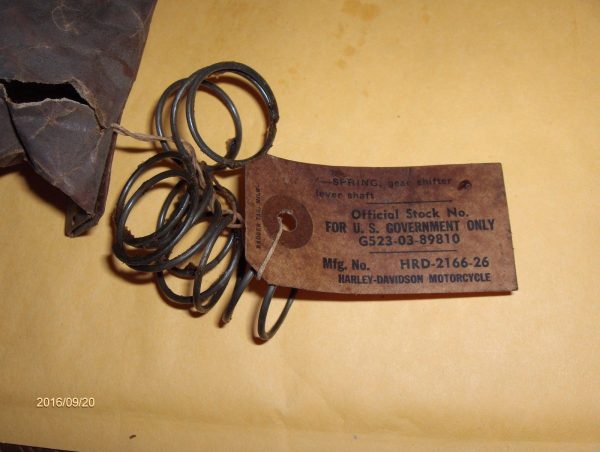 —SPRING, gear shifter
lever shaft
Official Stock No.
FOR U. S. GOVERNMENT ONLY
G523-03-89810
Mfg. No. HRD-2166-26
HARLEY-DAVIDSON MOTORCYCLE
2016/09/20